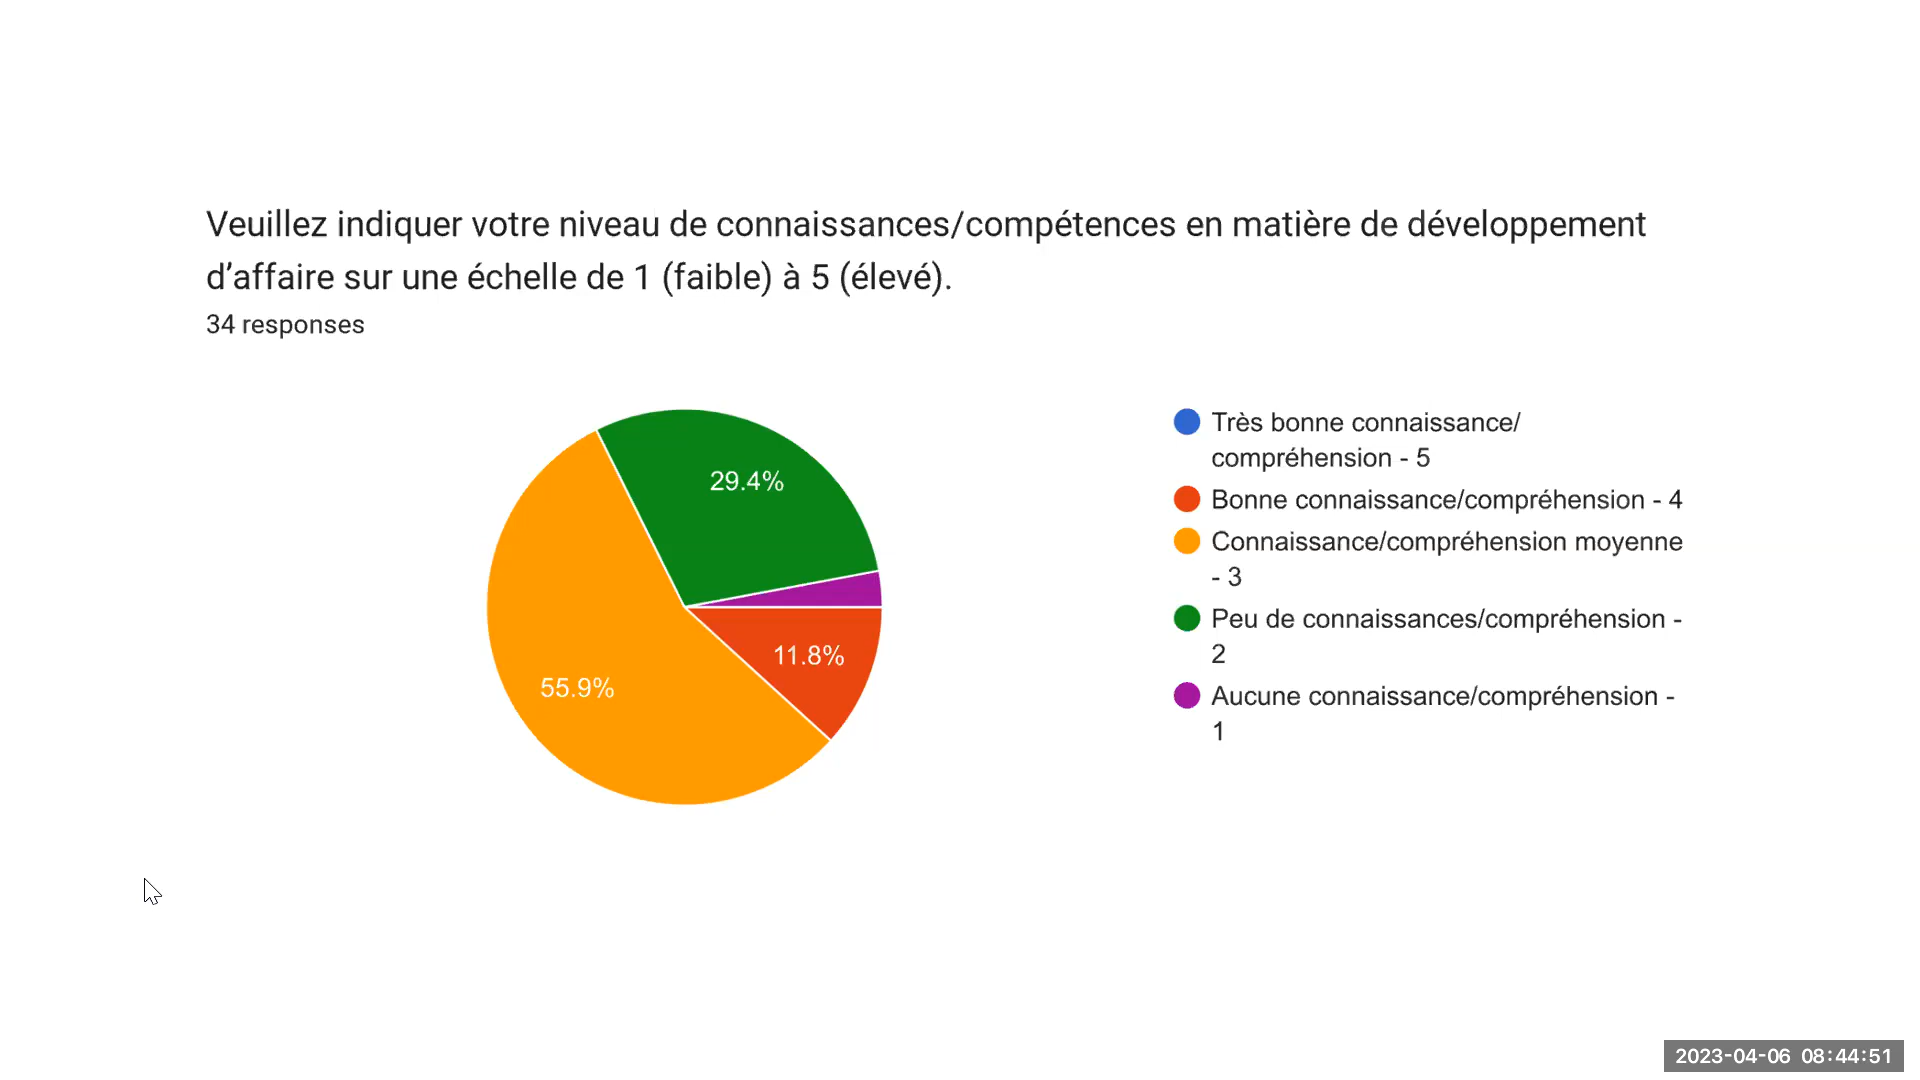 Veuillez indiquer votre niveau de connaissances/compétences en matière de développement
d’affaire sur une échelle de 1 (faible) à 5 (élevé).
34 responses
29.4%
11.8%
55.9%
Très bonne connaissance/
compréhension - 5
Bonne connaissance/compréhension - 4
Connaissance/compréhension moyenne
- 3
Peu de connaissances/compréhension -
2
Aucune connaissance/compréhension -
1
2023-04-06 08:44:51